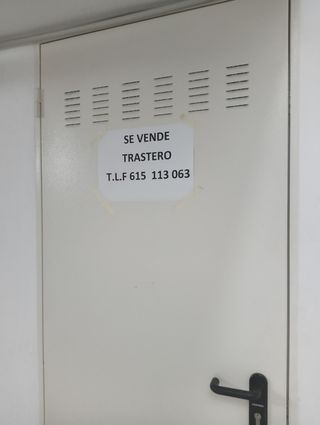 SE VENDE
TRASTERO
T.L.F 615 113 063